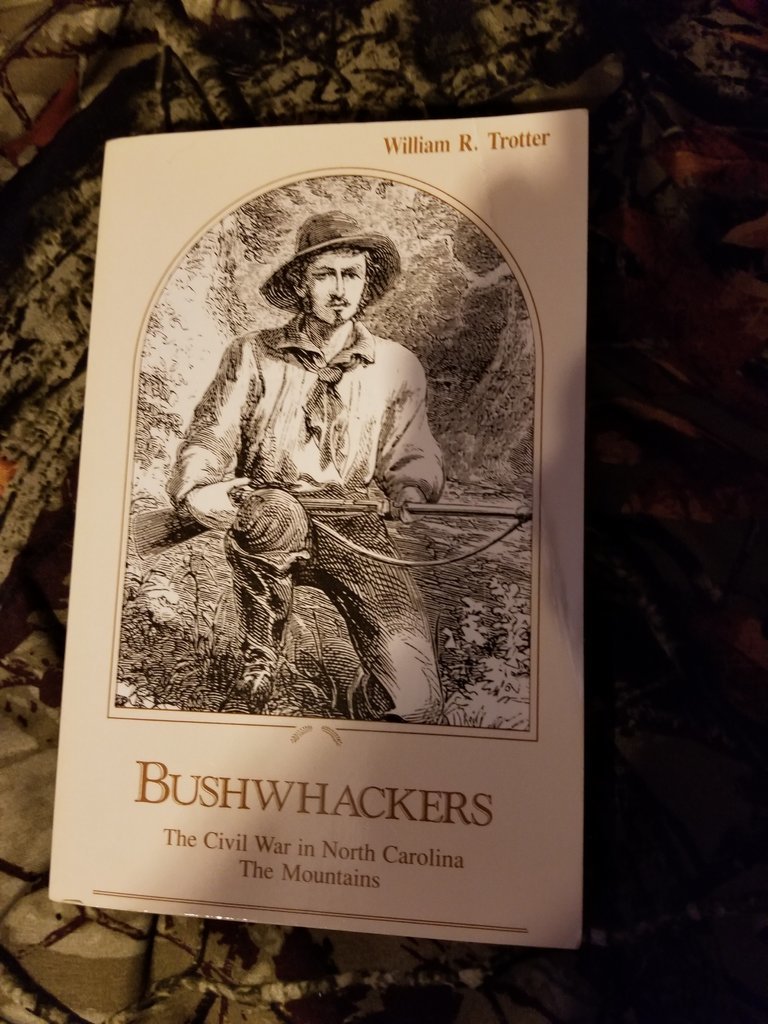 William R. Trotter
BUSHWHACKERS
The Civil War in North Carolina
The Mountains